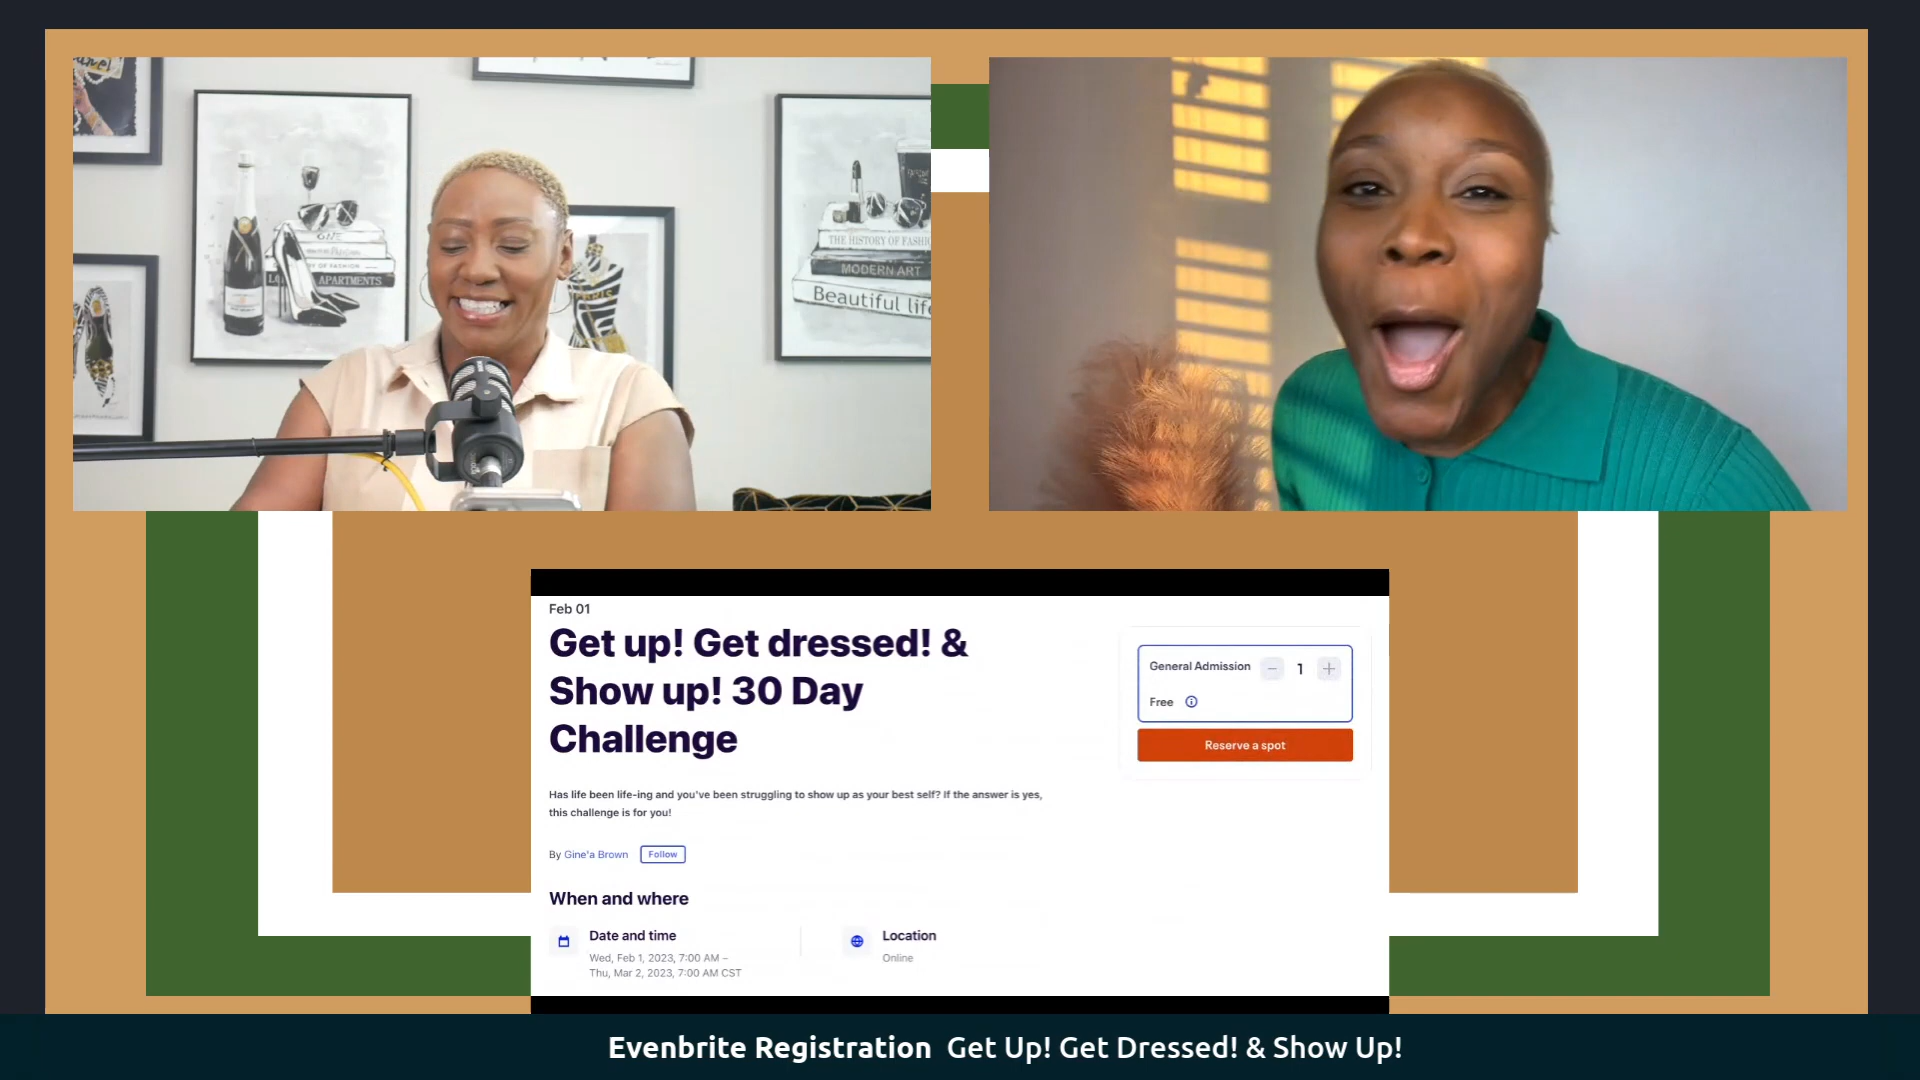 THE HISTORY OF FASHI
MODERN ART
Beautiful life
OF FASHION
APARTMENTS
PARIS
Feb 01
Get up! Get dressed! &
Show up! 30 Day
Challenge
General Admission
1
Free
Reserve a spot
Has life been life-ing and you've been struggling to show up as your best self? If the answer is yes,
this challenge is for you!
By Gine'a Brown
Follow
When and where
Date and time
Wed, Feb 1, 2023, 7:00 AM –
Thu, Mar 2, 2023, 7:00 AM CST
Location
Online
Evenbrite Registration Get Up! Get Dressed! & Show Up!